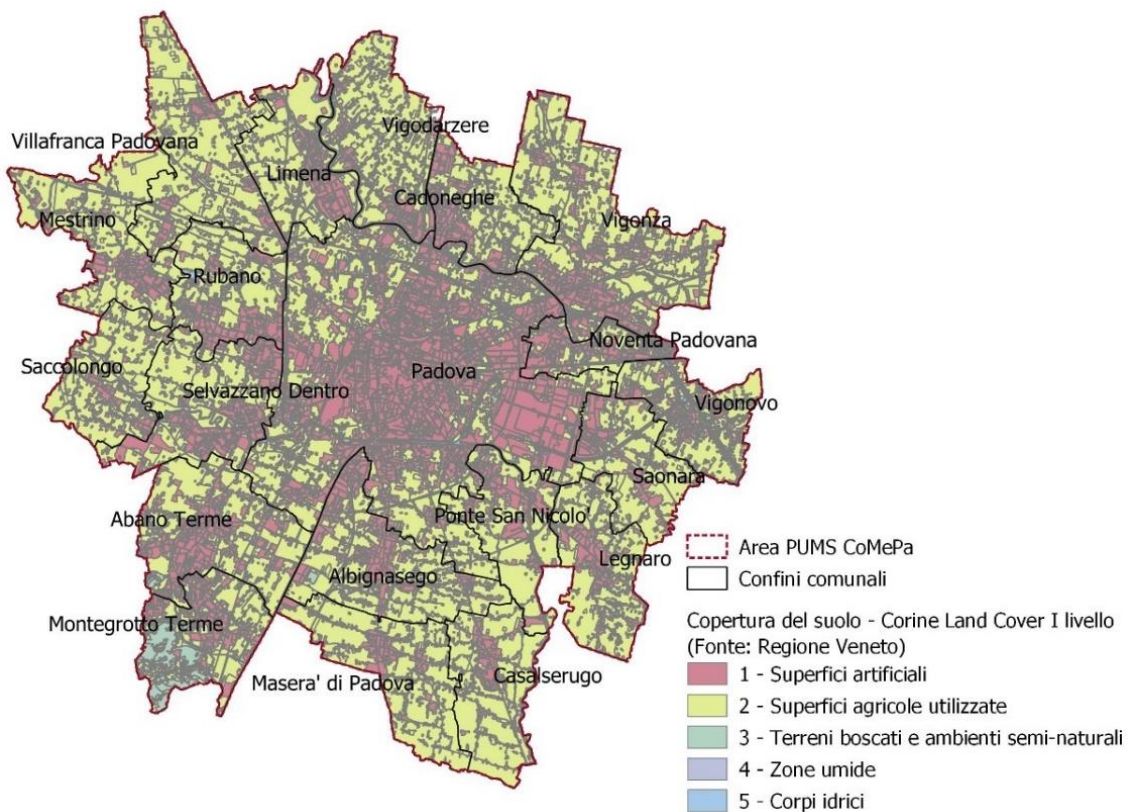 Villafranca Padovana
Vigodarzere
Limena
Cadoneghe
Mestrino
Vigonza
Rubano
Noventa Padovana
Saccolongo
Padova
Selvazzano Dentro
Vigonovo
Saonara
Abano Terme
Ponte San Nicolo'
Legnaro
Albignasego
Montegrotto Terme
Casalserugo
Masera' di Padova
Area PUMS CoMePa
Confini comunali
Copertura del suolo - Corine Land Cover I livello
(Fonte: Regione Veneto)
1 - Superfici artificiali
2 - Superfici agricole utilizzate
3 - Terreni boscati e ambienti semi-naturali
4 - Zone umide
5 - Corpi idrici